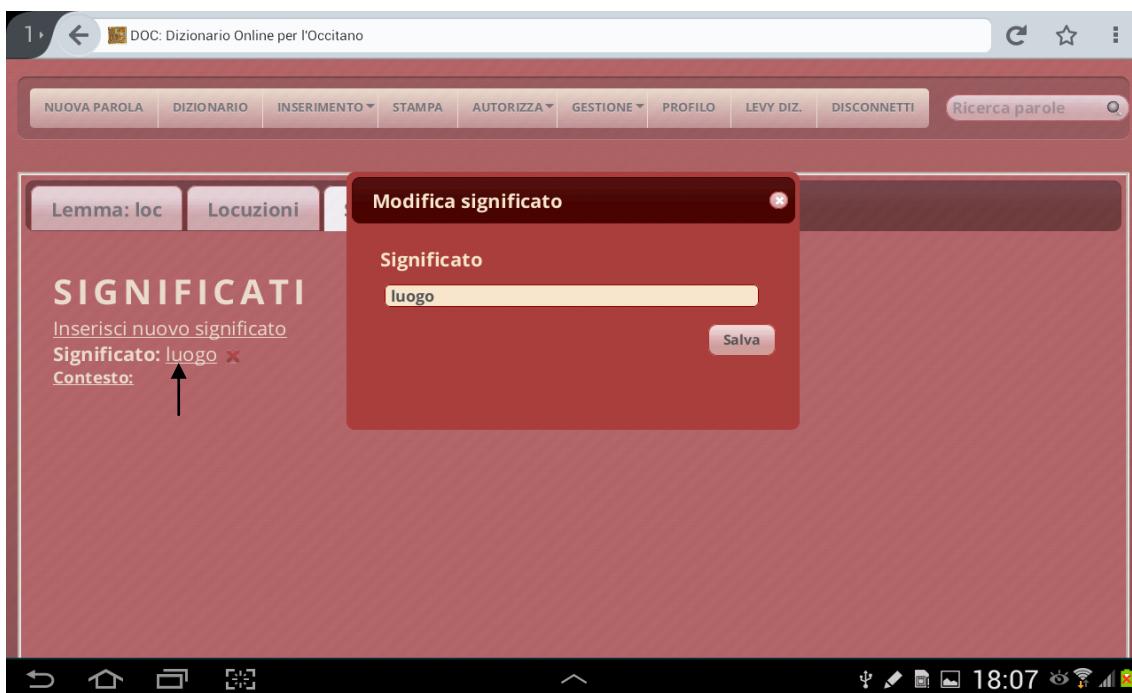 1
DOC: Dizionario Online per l'Occitano
NUOVA PAROLA DIZIONARIO INSERIMENTO STAMPA AUTORIZZA GESTIONE PROFILO LEVY DIZ. DISCONNETTI Ricerca parole
Lemma: loc Locuzioni
Modifica significato
Significato
luogo
Salva
SIGNIFICATI
Inserisci nuovo significato
Significato: luogo
Contesto:
18:07